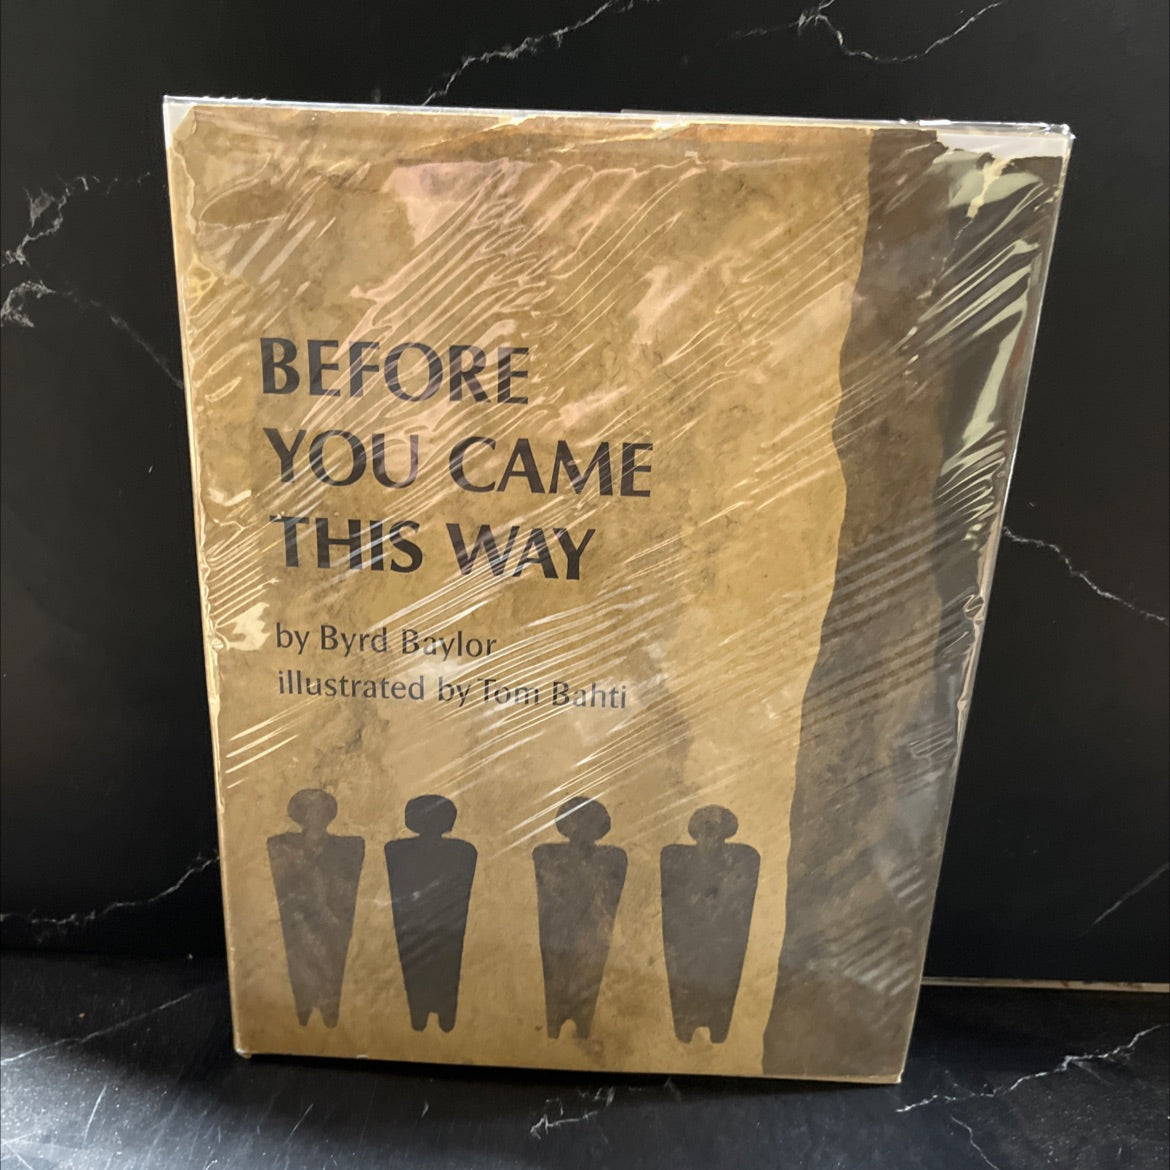 BEFORE
YOU CAME
THIS WAY
by Byrd Baylor
illustrated by Tom Bahti